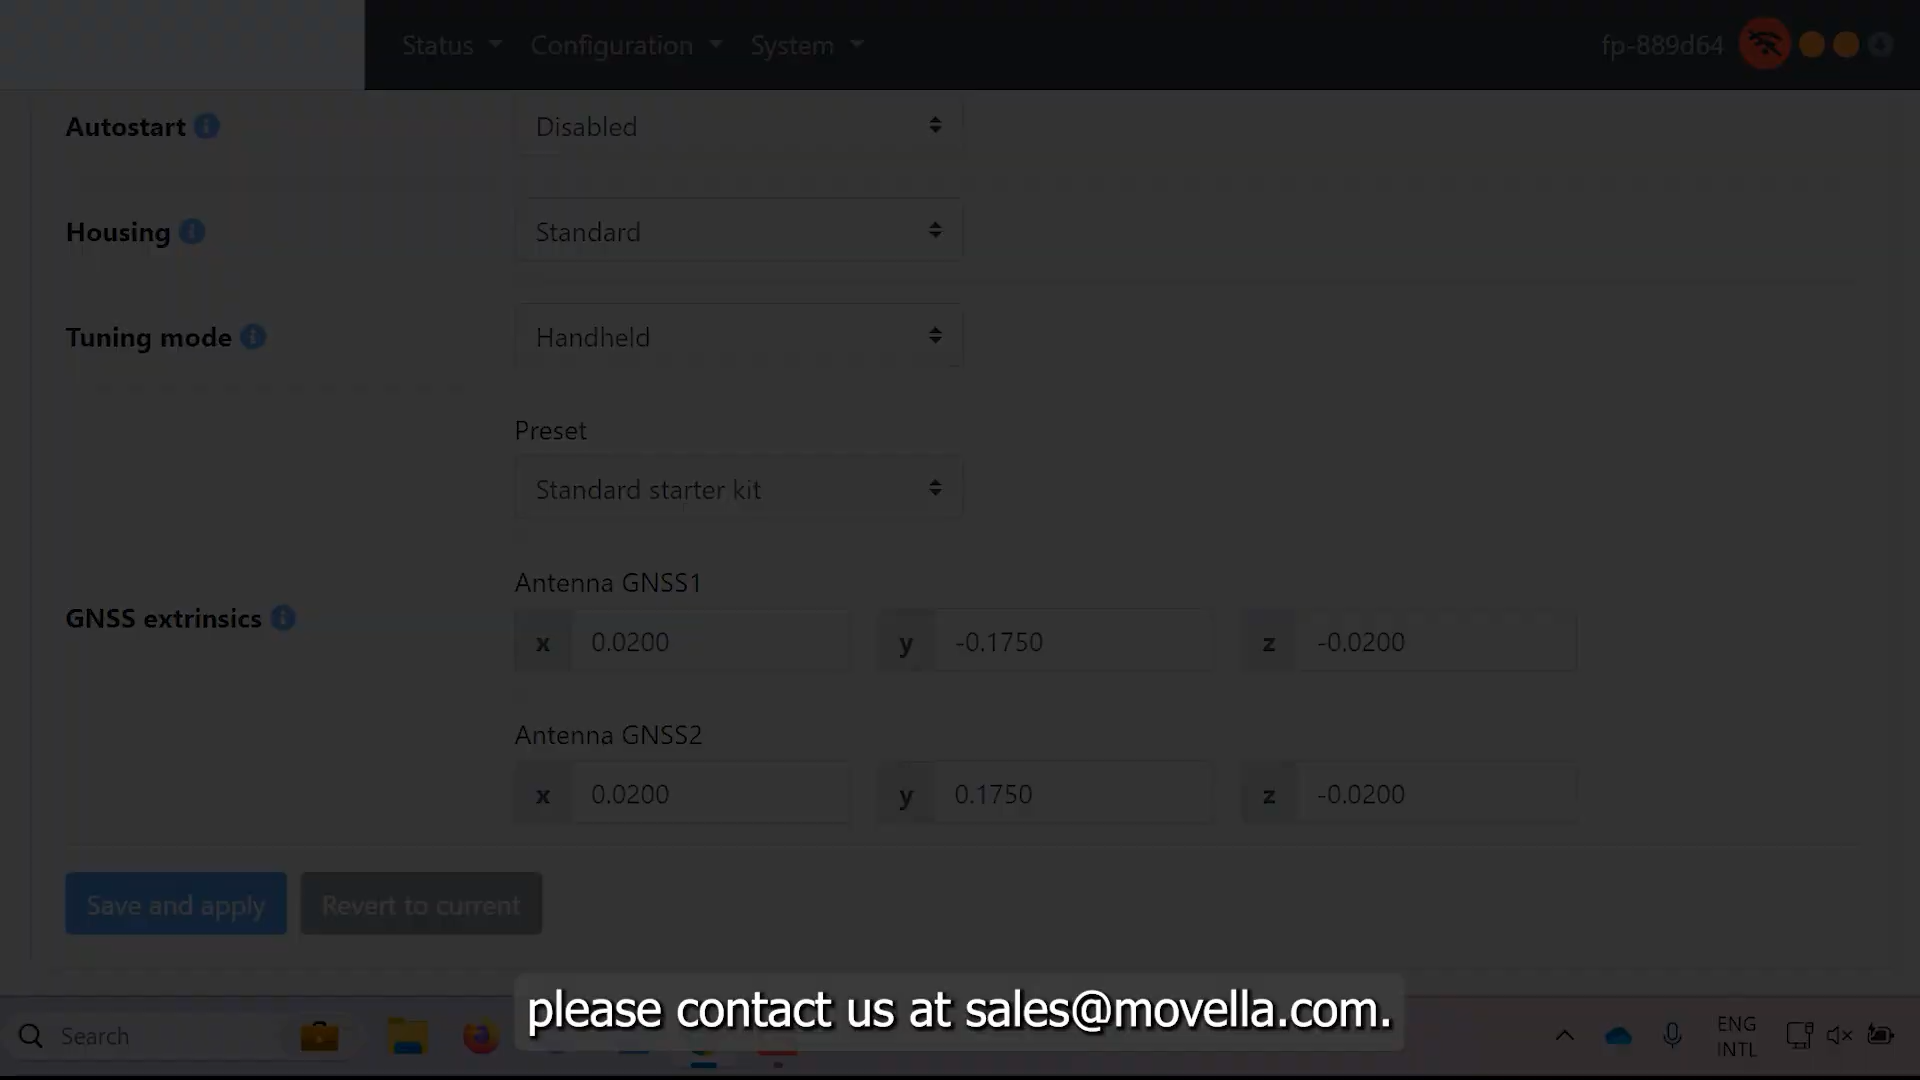 Status Configuration System fp-889d64
Autostart Disabled
Housing Standard
Tuning mode Handheld
Preset
Standard starter kit
Antenna GNSS1
GNSS extrinsics
x 0.0200 y -0.1750 z -0.0200
Antenna GNSS2
x 0.0200 y 0.1750 z -0.0200
Save and apply Revert to current
please contact us at sales@movella.com.
Search
ENG
INTL